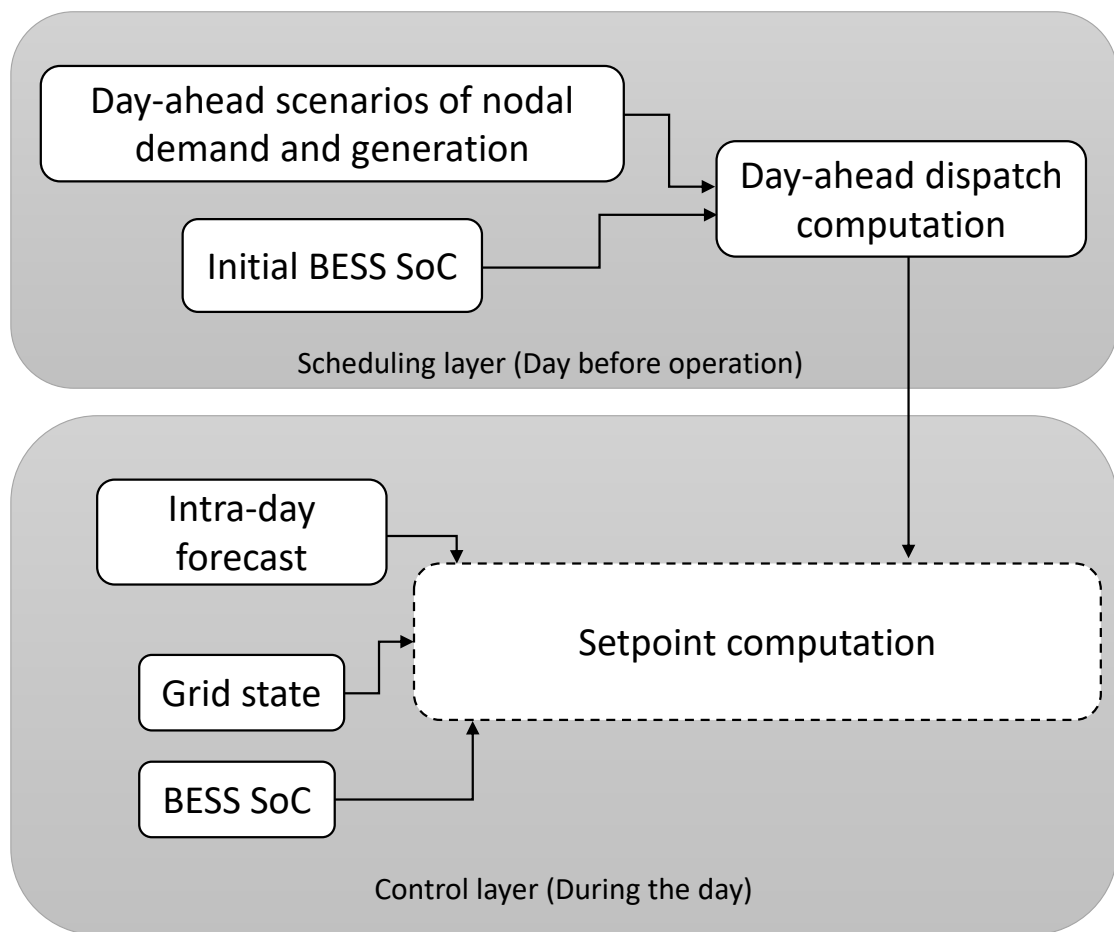 Day-ahead scenarios of nodal
demand and generation
Day-ahead dispatch
computation
Initial BESS SoC
Scheduling layer (Day before operation)
Intra-day
forecast
Setpoint computation
Grid state
BESS SoC
Control layer (During the day)